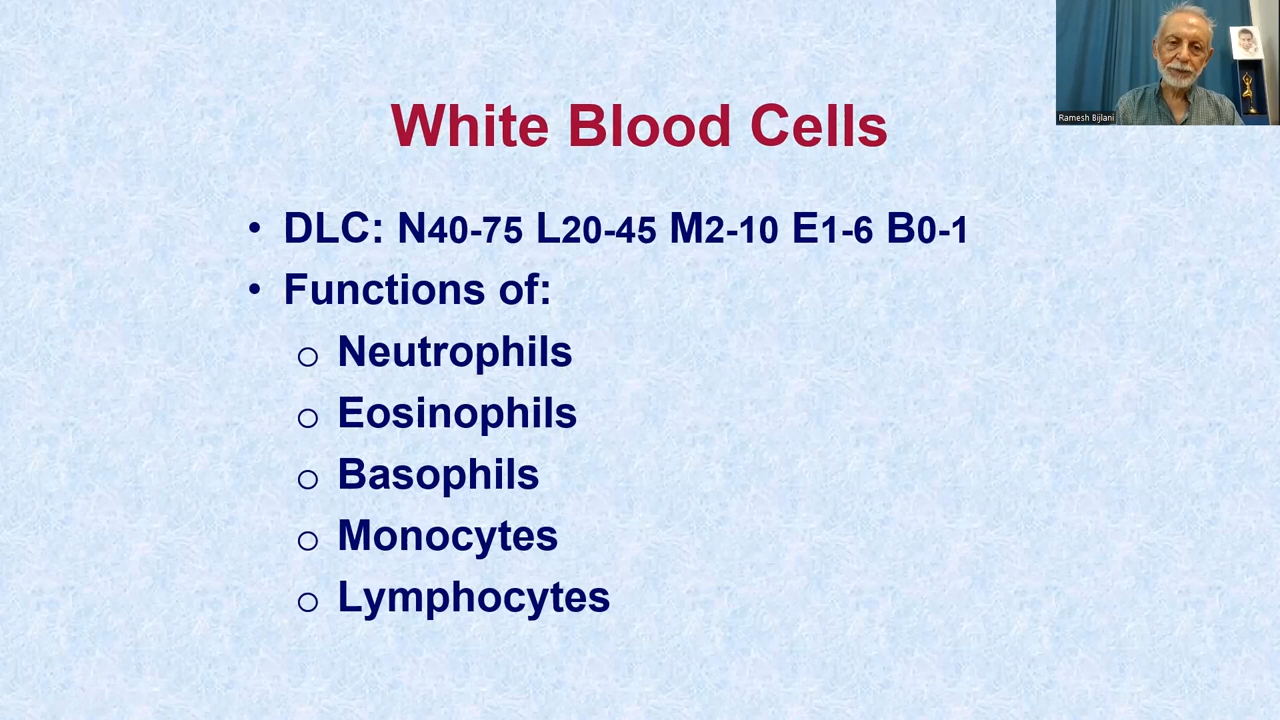 White Blood Cells
Ramesh Bijlani
• DLC: N40-75 L20-45 M2-10 E1-6 B0-1
• Functions of:
o Neutrophils
o Eosinophils
o Basophils
o Monocytes
o Lymphocytes